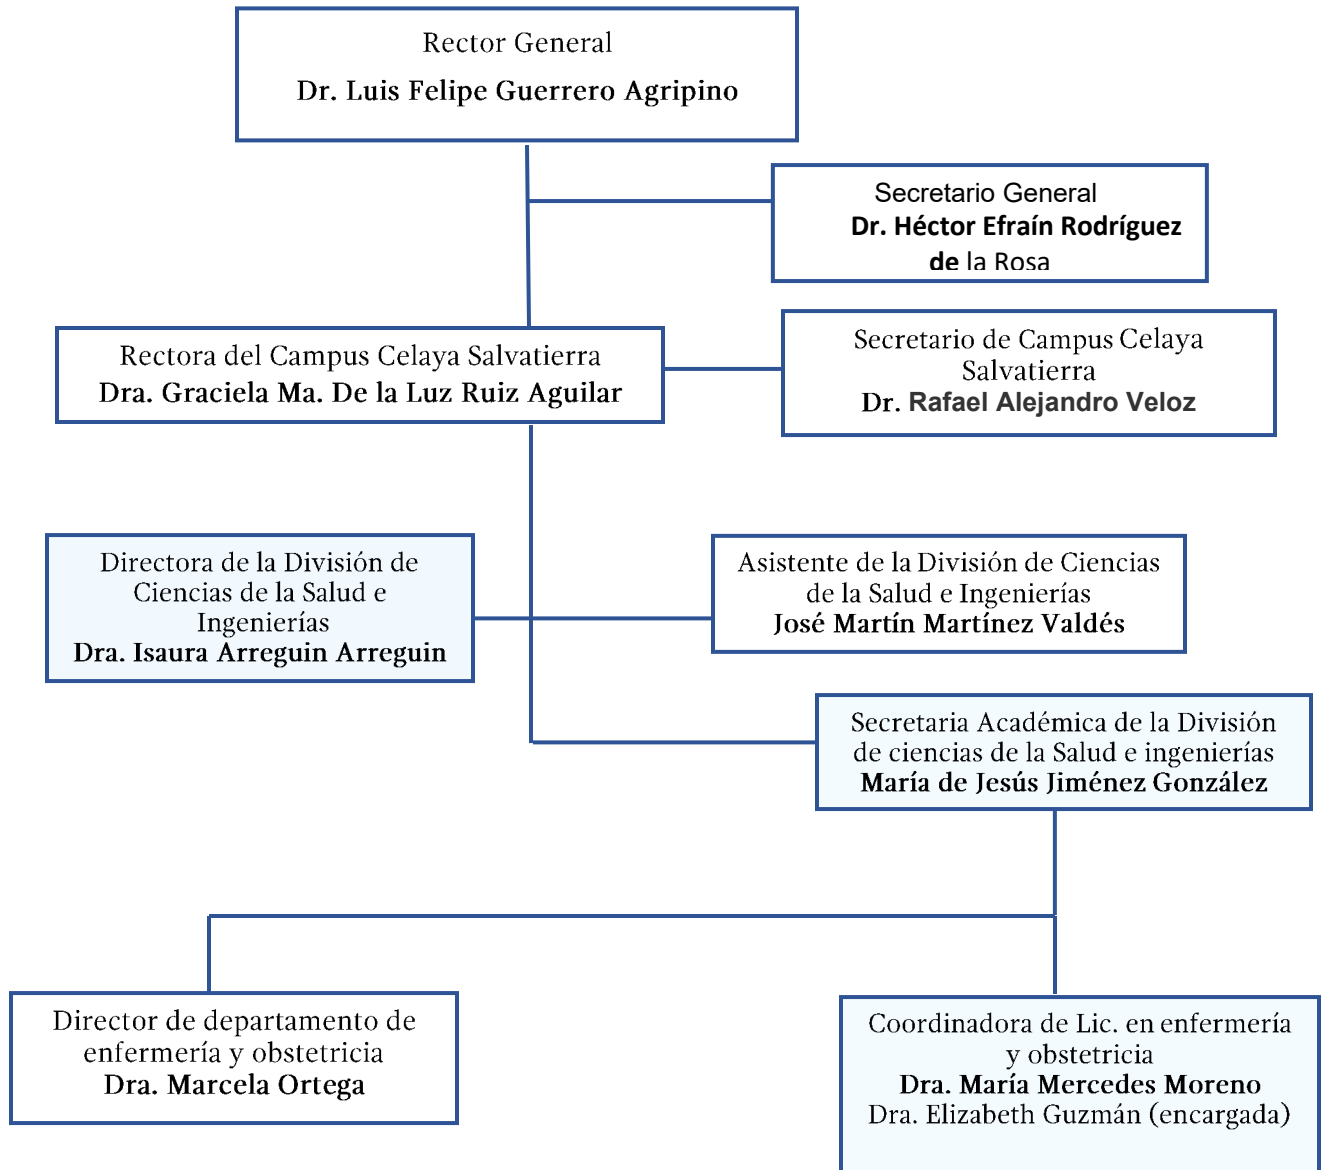 Rector General
Dr. Luis Felipe Guerrero Agripino
Secretario General
Dr. Héctor Efraín Rodríguez
de la Rosa
Rectora del Campus Celaya Salvatierra
Dra. Graciela Ma. De la Luz Ruiz Aguilar
Secretario de Campus Celaya
Salvatierra
Dr. Rafael Alejandro Veloz
Directora de la División de
Ciencias de la Salud e
Ingenierías
Dra. Isaura Arreguin Arreguin
Asistente de la División de Ciencias
de la Salud e Ingenierías
José Martín Martínez Valdés
Secretaria Académica de la División
de ciencias de la Salud e ingenierías
María de Jesús Jiménez González
Director de departamento de
enfermería y obstetricia
Dra. Marcela Ortega
Coordinadora de Lic. en enfermería
y obstetricia
Dra. María Mercedes Moreno
Dra. Elizabeth Guzmán (encargada)